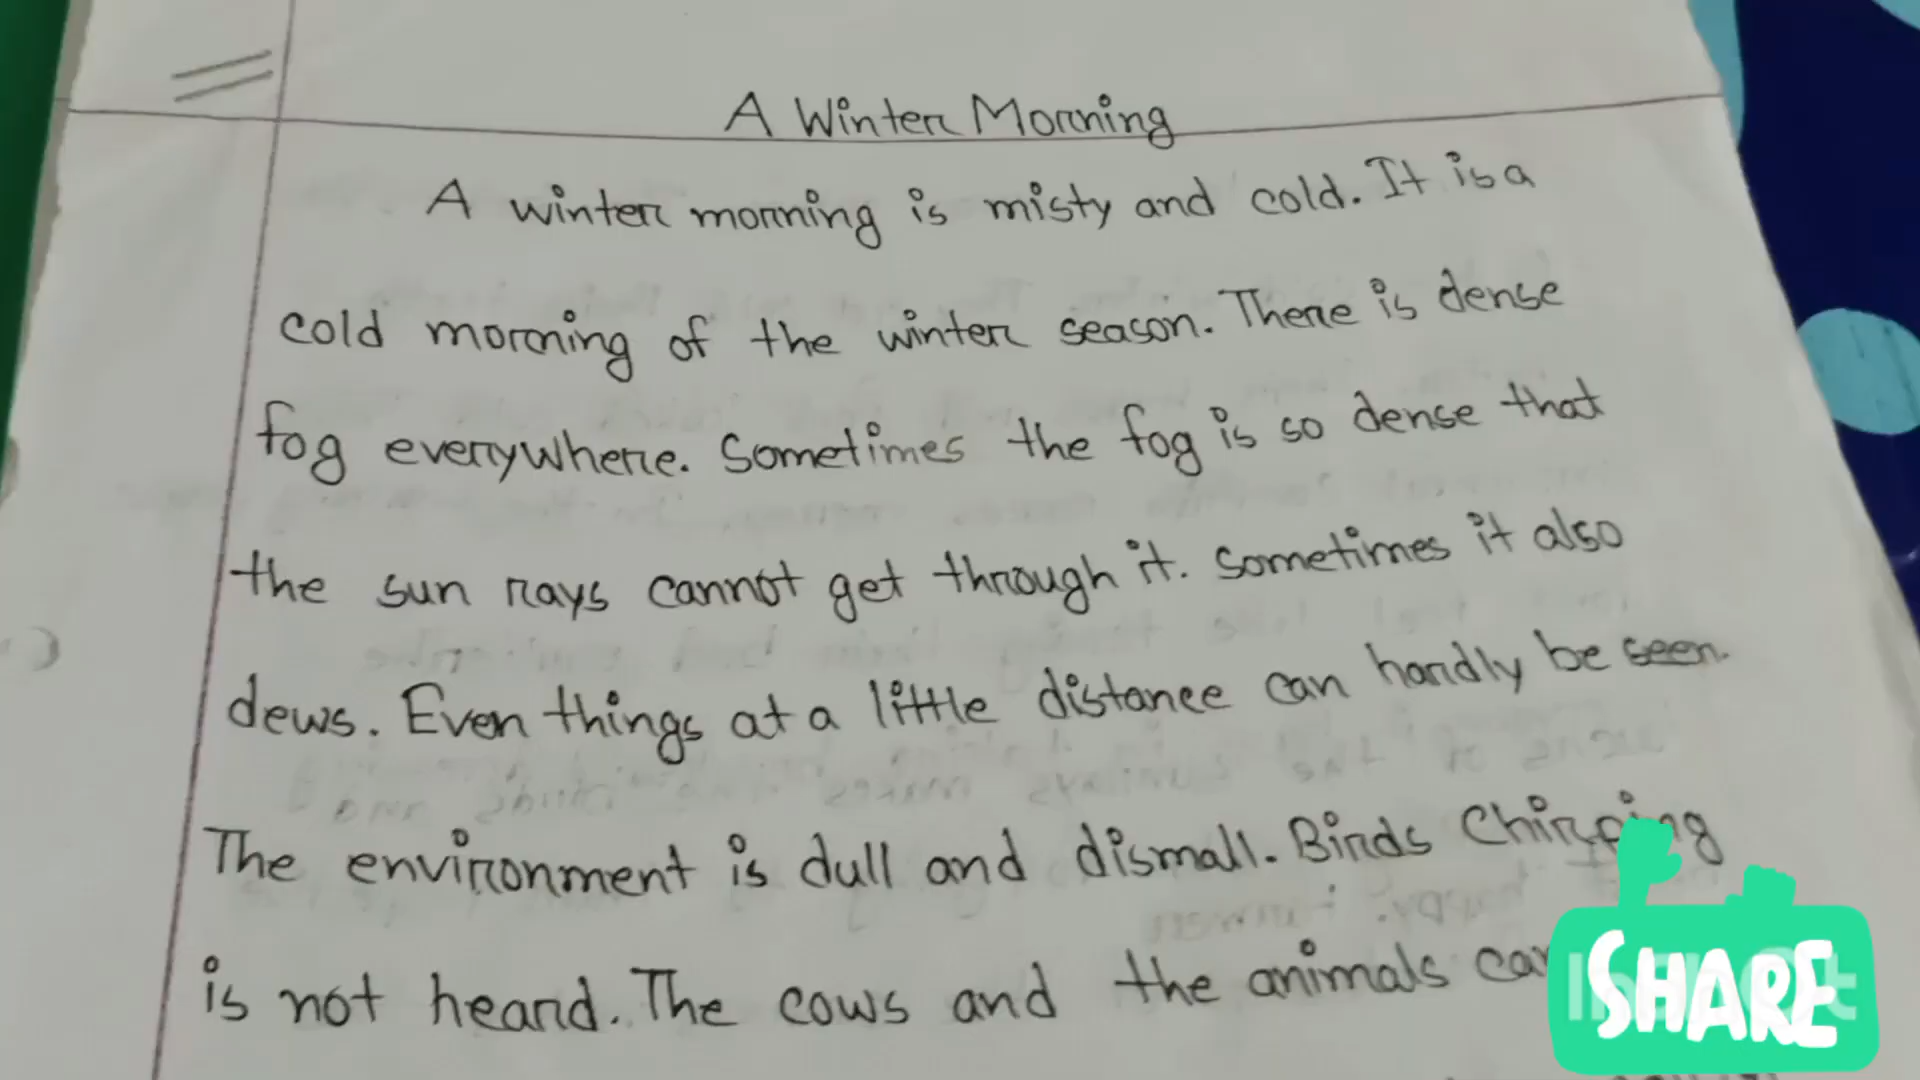 A Winter Morning
A winter morning is misty and cold. It is a
cold morning of the winter season. There is dense
fog everywhere. Sometimes the fog is so dense that
the sun rays cannot get through it. Sometimes it also
dews. Even things at a little distance can hardly be seen.
The environment is dull and dismall. Birds Chirping
is not heard. The cows and the animals
SHARE